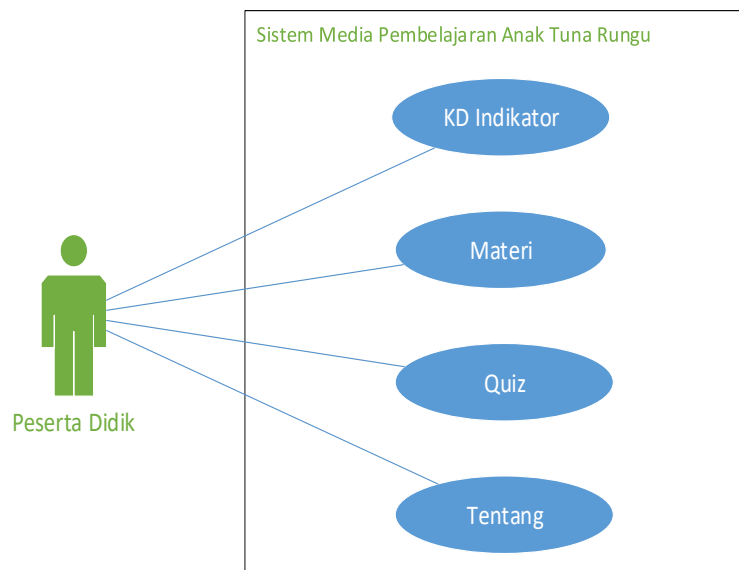 Sistem Media Pembelajaran Anak Tuna Rungu
KD Indikator
Materi
Quiz
Peserta Didik
Tentang